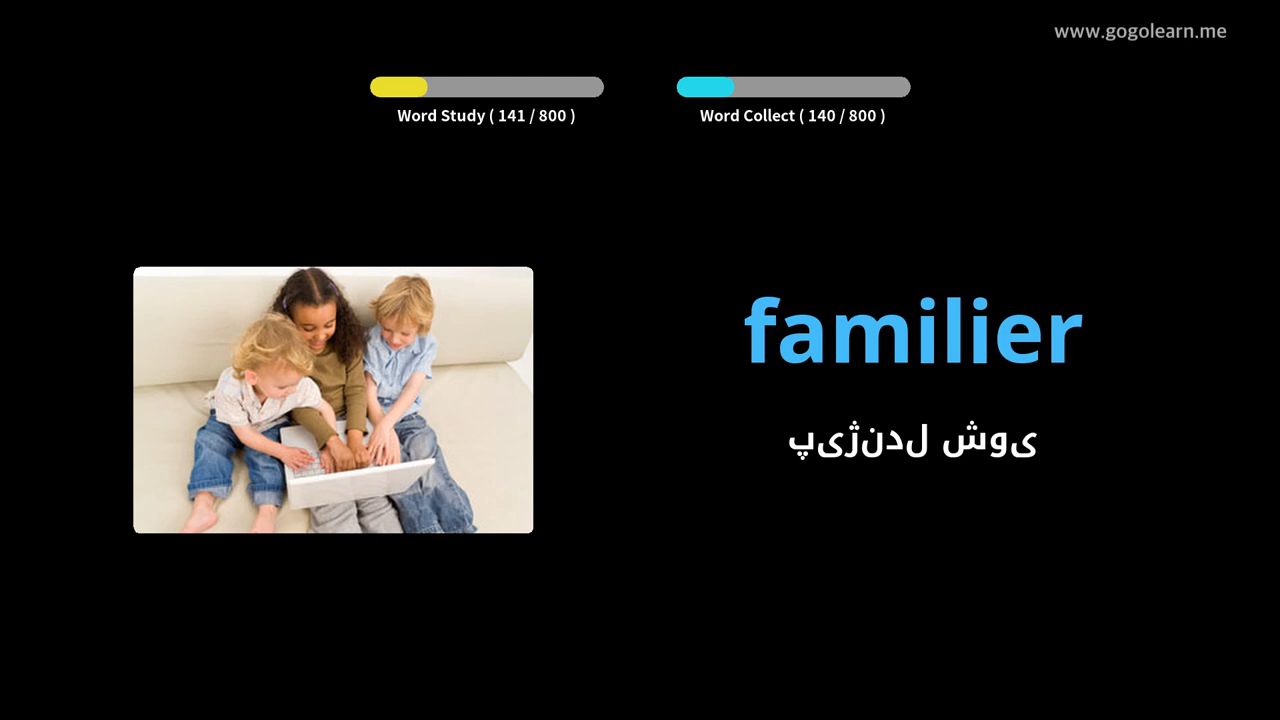 www.gogolearn.me
Word Study ( 141 / 800 )
Word Collect ( 140 / 800 )
familier
پیژندل شوی